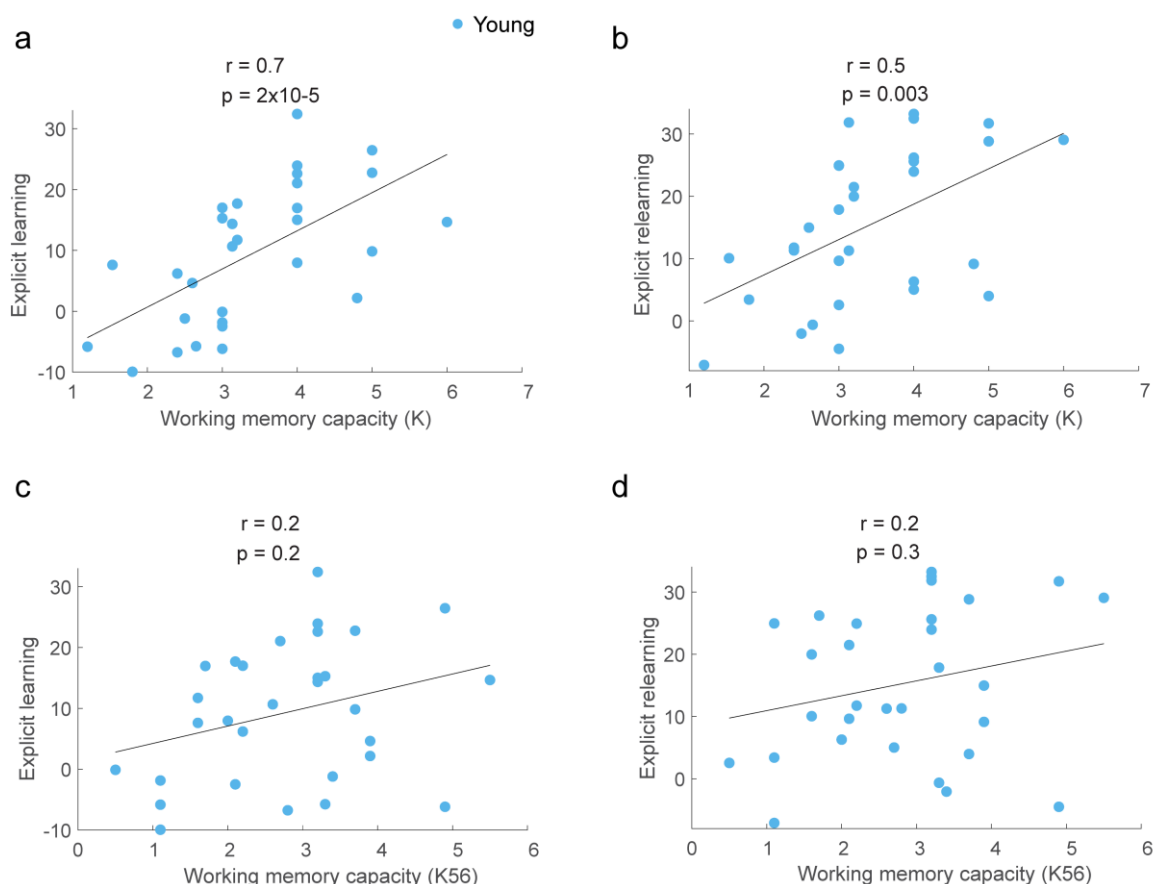 Young
a
r = 0.7
p = 2x10-5
30
20
10
0
-10
Explicit learning
1 2 3 4 5 6 7
Working memory capacity (K)
b
r = 0.5
p = 0.003
30
20
10
0
Explicit relearning
1 2 3 4 5 6 7
Working memory capacity (K)
c
r = 0.2
p = 0.2
30
20
10
0
-10
Explicit learning
0 1 2 3 4 5 6
Working memory capacity (K56)
d
r = 0.2
p = 0.3
30
20
10
0
Explicit relearning
0 1 2 3 4 5 6
Working memory capacity (K56)